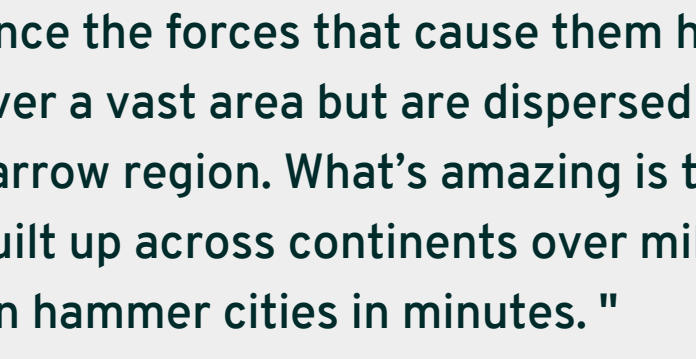 nce the forces that cause them h
ver a vast area but are dispersed
arrow region. What’s amazing is t
uilt up across continents over mil
n hammer cities in minutes. "